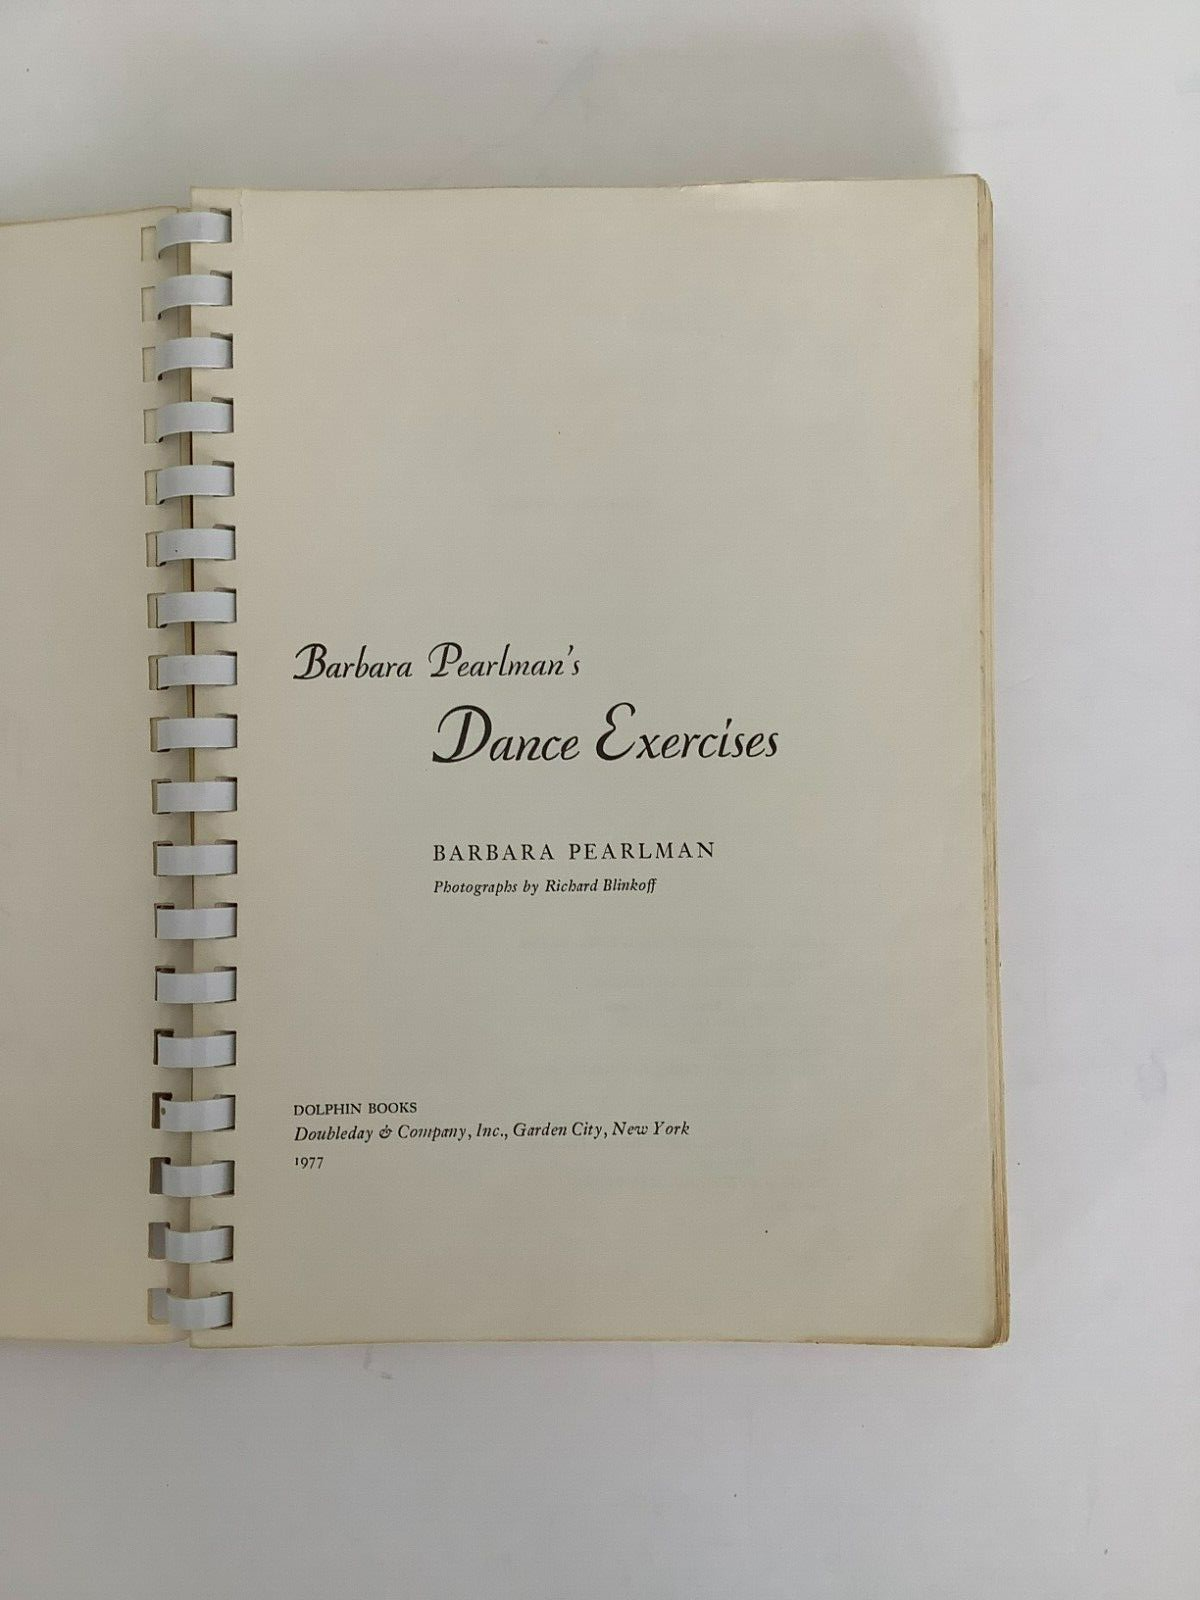 Barbara Pearlman's
Dance Exercises
BARBARA PEARLMAN
Photographs by Richard Blinkoff
DOLPHIN BOOKS
Doubleday & Company, Inc., Garden City, New York
1977